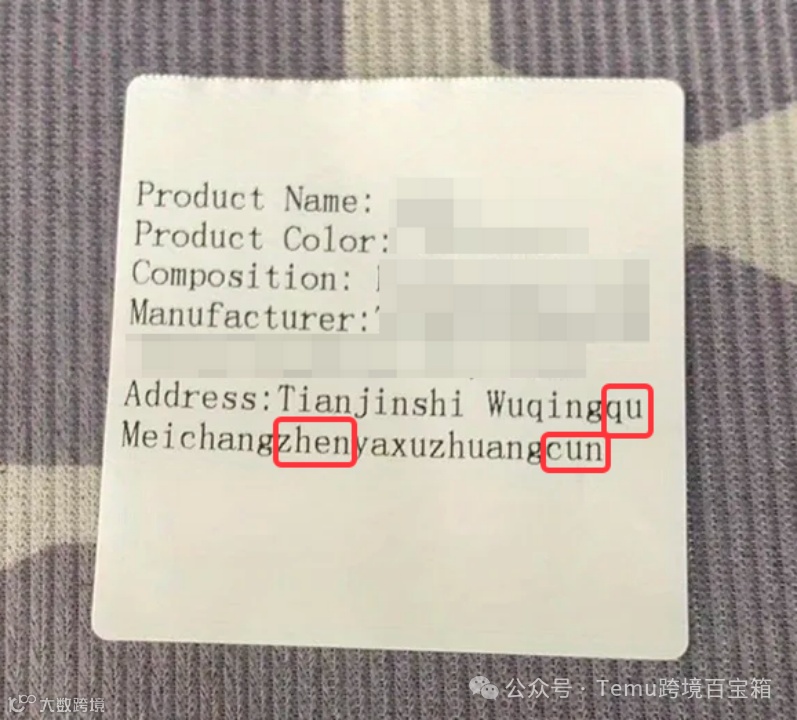 Product Name:
Product Color:
Composition:
Manufacturer:
Address:Tianjinshi Wuqingqu
Meichangzhenyaxuzhuangcun
公众号·Temu跨境百宝箱
大数跨境